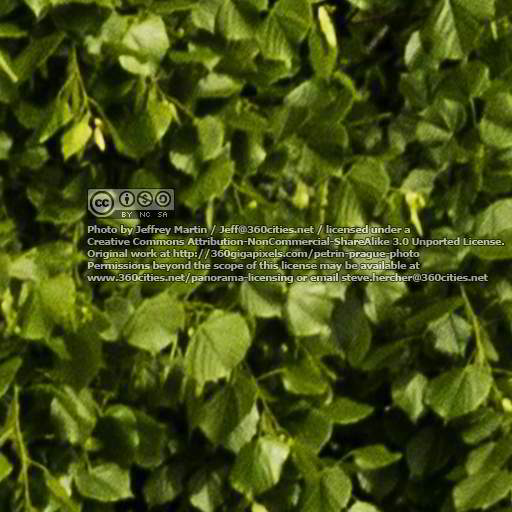 cc
BY NC SA
Photo by Jeffrey Martin / Jeff@360cities.net / licensed under a
Creative Commons Attribution-NonCommercial-ShareAlike 3.0 Unported License.
Original work at http://360gigapixels.com/petrin-prague-photo
Permissions beyond the scope of this license may be available at
www.360cities.net/panorama-licensing or email steve.hercher@360cities.net